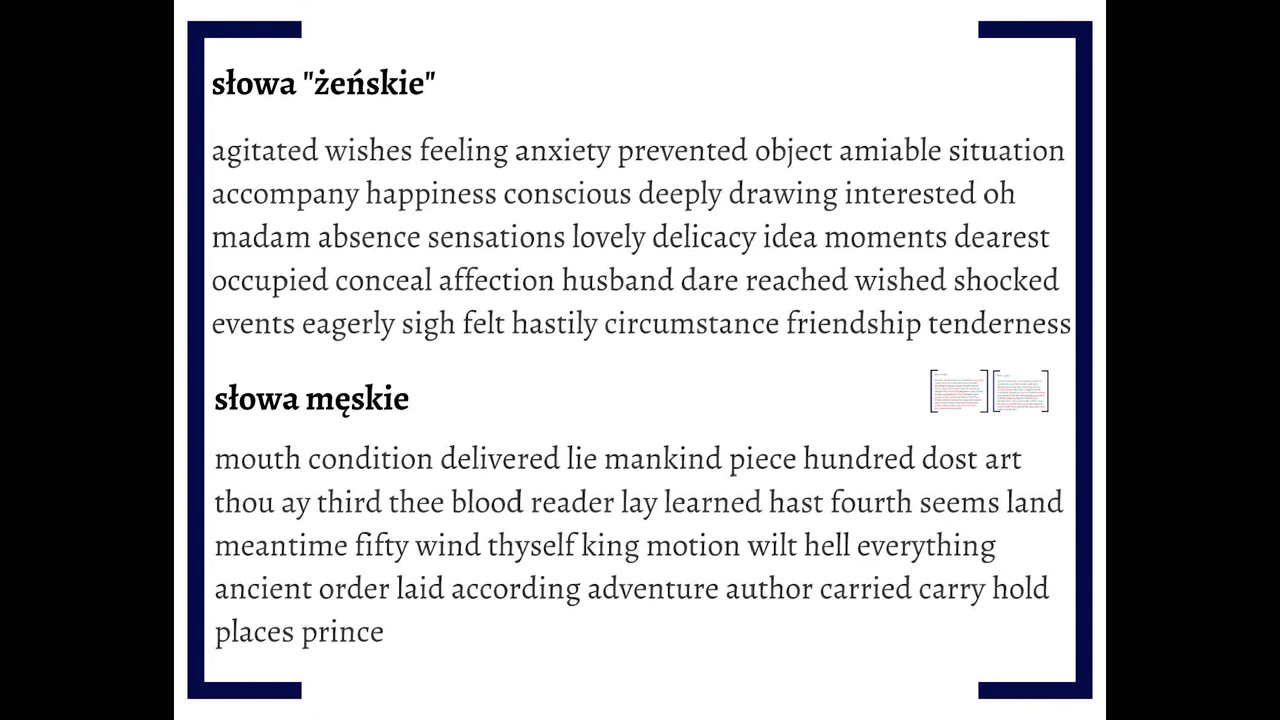 słowa "żeńskie"
agitated wishes feeling anxiety prevented object amiable situation
accompany happiness conscious deeply drawing interested oh
madam absence sensations lovely delicacy idea moments dearest
occupied conceal affection husband dare reached wished shocked
events eagerly sigh felt hastily circumstance friendship tenderness
słowa męskie
mouth condition delivered lie mankind piece hundred dost art
thou ay third thee blood reader lay learned hast fourth seems land
meantime fifty wind thyself king motion wilt hell everything
ancient order laid according adventure author carried carry hold
places prince